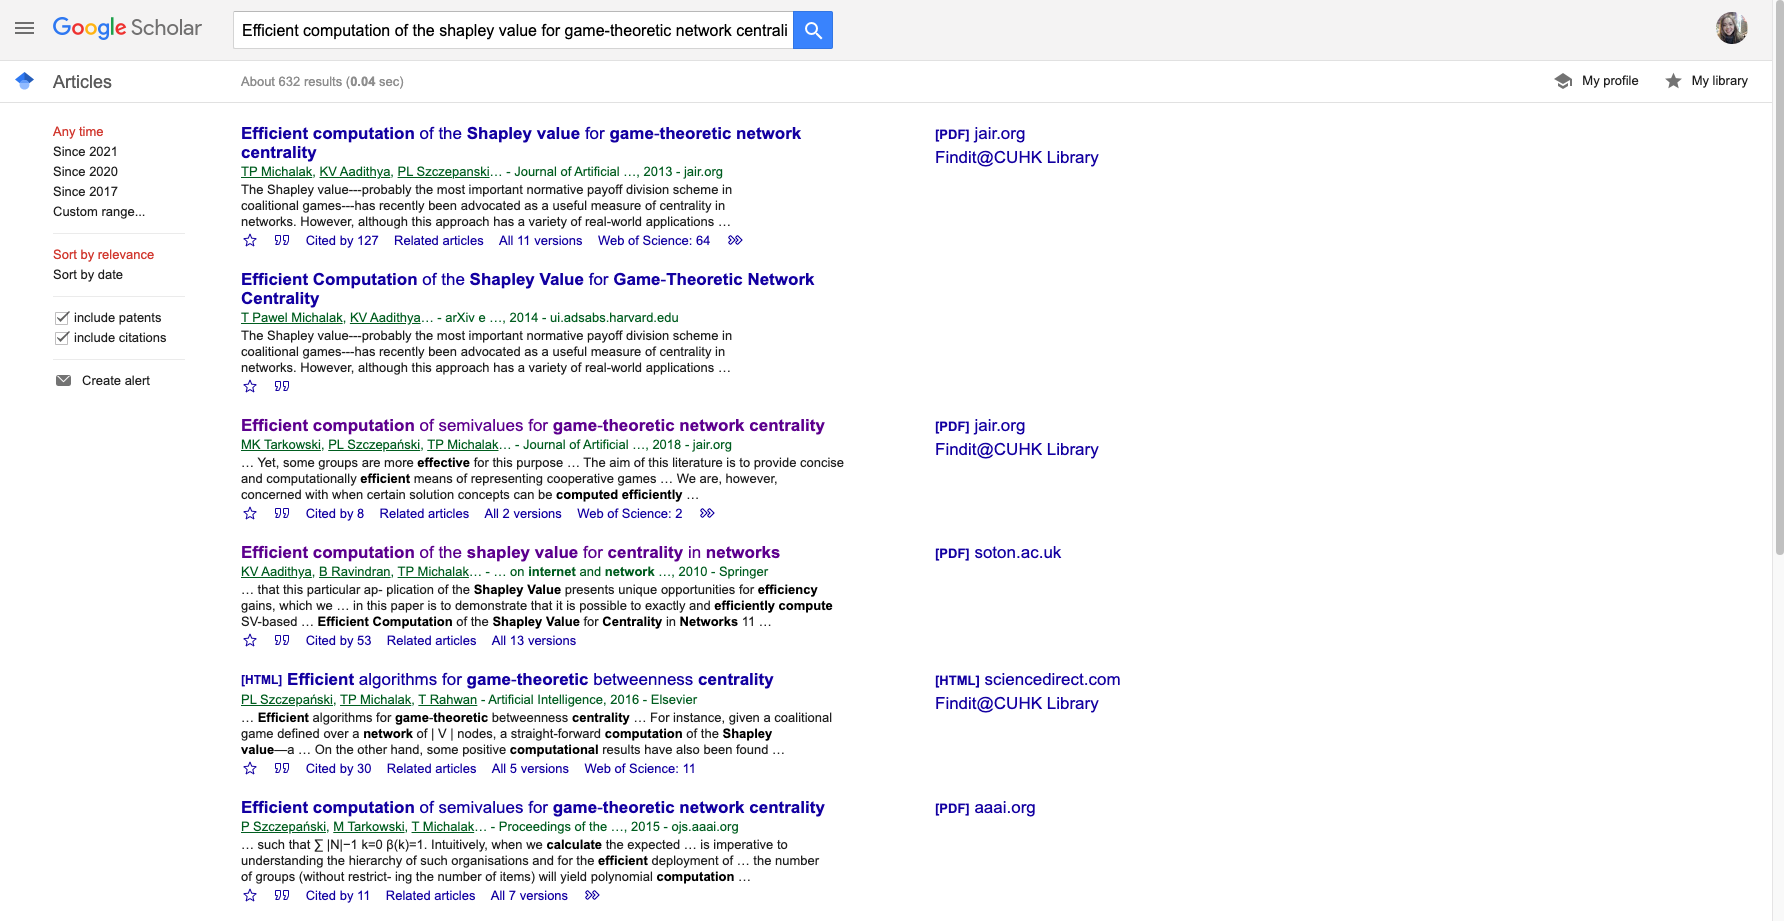 Google Scholar
Efficient computation of the shapley value for game-theoretic network centrali
Articles
About 632 results (0.04 sec)
My profile
My library
Any time
Since 2021
Since 2020
Since 2017
Custom range...
Sort by relevance
Sort by date
include patents
include citations
Create alert
Efficient computation of the Shapley value for game-theoretic network
centrality
TP Michalak, KV Aadithya, PL Szczepanski… - Journal of Artificial …, 2013 - jair.org
The Shapley value---probably the most important normative payoff division scheme in
coalitional games---has recently been advocated as a useful measure of centrality in
networks. However, although this approach has a variety of real-world applications …
Cited by 127 Related articles All 11 versions Web of Science: 64
[PDF] jair.org
Findit@CUHK Library
Efficient Computation of the Shapley Value for Game-Theoretic Network
Centrality
T Pawel Michalak, KV Aadithya… - arXiv e …, 2014 - ui.adsabs.harvard.edu
The Shapley value---probably the most important normative payoff division scheme in
coalitional games---has recently been advocated as a useful measure of centrality in
networks. However, although this approach has a variety of real-world applications …
Efficient computation of semivalues for game-theoretic network centrality
MK Tarkowski, PL Szczepański, TP Michalak… - Journal of Artificial …, 2018 - jair.org
… Yet, some groups are more effective for this purpose … The aim of this literature is to provide concise
and computationally efficient means of representing cooperative games … We are, however,
concerned with when certain solution concepts can be computed efficiently …
Cited by 8 Related articles All 2 versions Web of Science: 2
[PDF] jair.org
Findit@CUHK Library
Efficient computation of the shapley value for centrality in networks
KV Aadithya, B Ravindran, TP Michalak… - … on internet and network …, 2010 - Springer
… that this particular ap- plication of the Shapley Value presents unique opportunities for efficiency
gains, which we … in this paper is to demonstrate that it is possible to exactly and efficiently compute
SV-based … Efficient Computation of the Shapley Value for Centrality in Networks 11 …
Cited by 53 Related articles All 13 versions
[PDF] soton.ac.uk
[HTML] Efficient algorithms for game-theoretic betweenness centrality
PL Szczepański, TP Michalak, T Rahwan - Artificial Intelligence, 2016 - Elsevier
… Efficient algorithms for game-theoretic betweenness centrality … For instance, given a coalitional
game defined over a network of | V | nodes, a straight-forward computation of the Shapley
value—a … On the other hand, some positive computational results have also been found …
Cited by 30 Related articles All 5 versions Web of Science: 11
[HTML] sciencedirect.com
Findit@CUHK Library
Efficient computation of semivalues for game-theoretic network centrality
P Szczepański, M Tarkowski, T Michalak… - Proceedings of the …, 2015 - ojs.aaai.org
… such that ∑ |N|−1 k=0 β(k)=1. Intuitively, when we calculate the expected … is imperative to
understanding the hierarchy of such organisations and for the efficient deployment of … the number
of groups (without restrict- ing the number of items) will yield polynomial computation …
Cited by 11 Related articles All 7 versions
[PDF] aaai.org